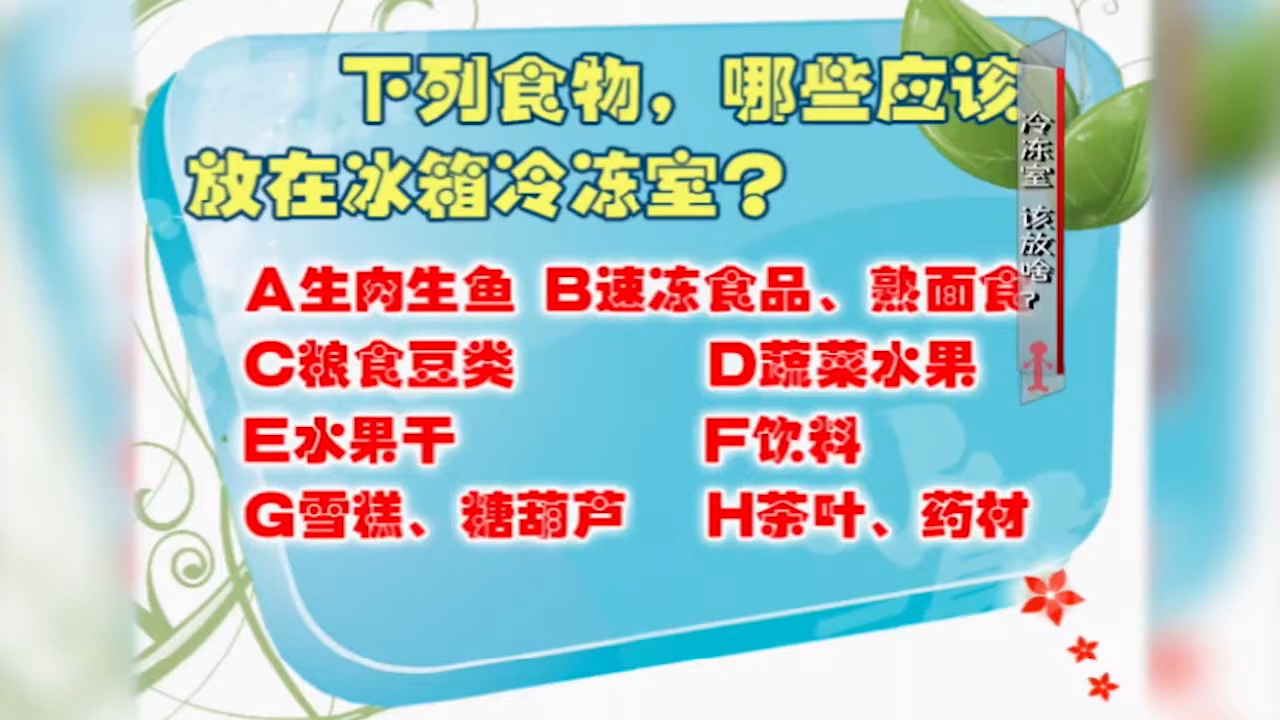 下列食物，哪些应该
放在冰箱冷冻室？
A生肉生鱼 B速冻食品、熟面食
C粮食豆类 D蔬菜水果
E水果干 F饮料
G雪糕、糖葫芦 H茶叶、药材
冷冻室 该放啥？